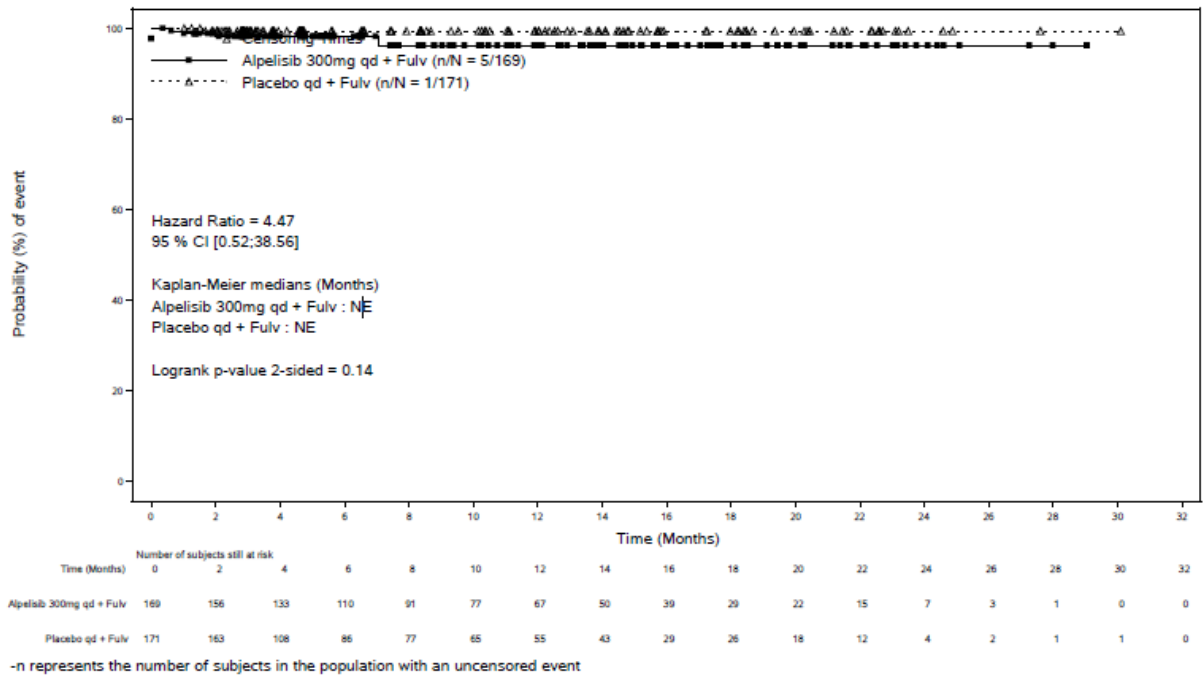 Probability (%) of event
100
80
60
40
20
0
Censoring Times
Alpelisib 300mg qd + Fulv (n/N = 5/169)
Placebo qd + Fulv (n/N = 1/171)
Hazard Ratio = 4.47
95 % CI [0.52;38.56]
Kaplan-Meier medians (Months)
Alpelisib 300mg qd + Fulv : NE
Placebo qd + Fulv : NE
Logrank p-value 2-sided = 0.14
0 2 4 6 8 10 12 14 16 18 20 22 24 26 28 30 32
Time (Months)
Number of subjects still at risk
Time (Months) 0 2 4 6 8 10 12 14 16 18 20 22 24 26 28 30 32
Alpelisib 300mg qd + Fulv 169 156 133 110 91 77 67 50 39 29 22 15 7 3 1 0 0
Placebo qd + Fulv 171 163 108 86 77 65 55 43 29 26 18 12 4 2 1 1 0
-n represents the number of subjects in the population with an uncensored event